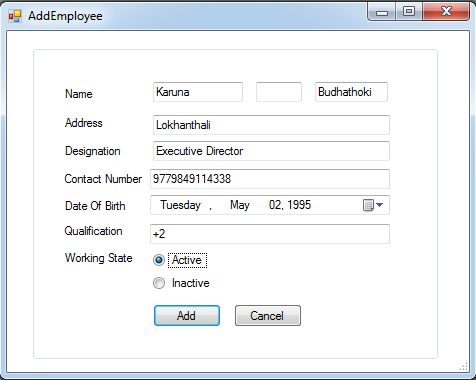 AddEmployee
Name Karuna Budhathoki
Address Lokhanthali
Designation Executive Director
Contact Number 9779849114338
Date Of Birth Tuesday , May 02, 1995
Qualification +2
Working State Active
Inactive
Add Cancel